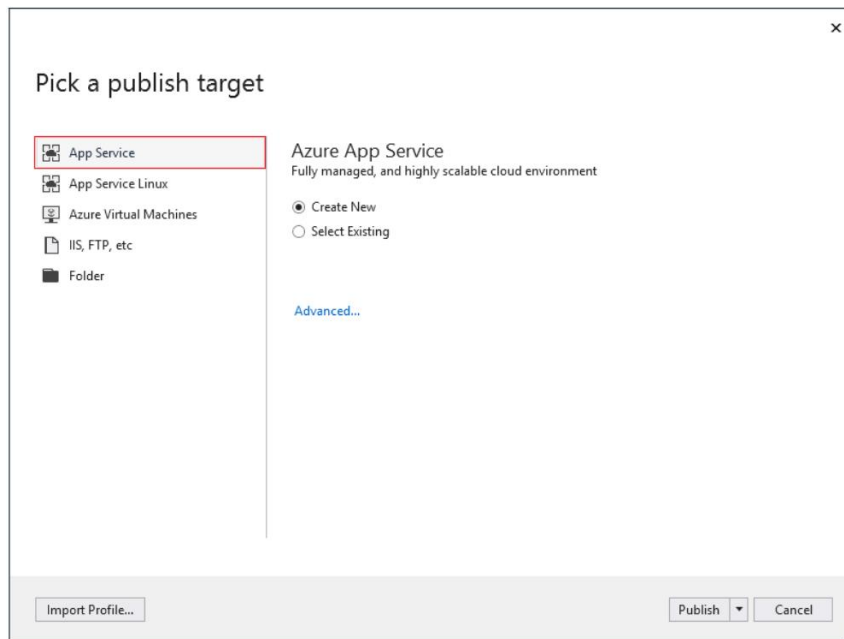 Pick a publish target
App Service
App Service Linux
Azure Virtual Machines
IIS, FTP, etc
Folder
Azure App Service
Fully managed, and highly scalable cloud environment
Create New
Select Existing
Advanced...
Import Profile...
Publish
Cancel